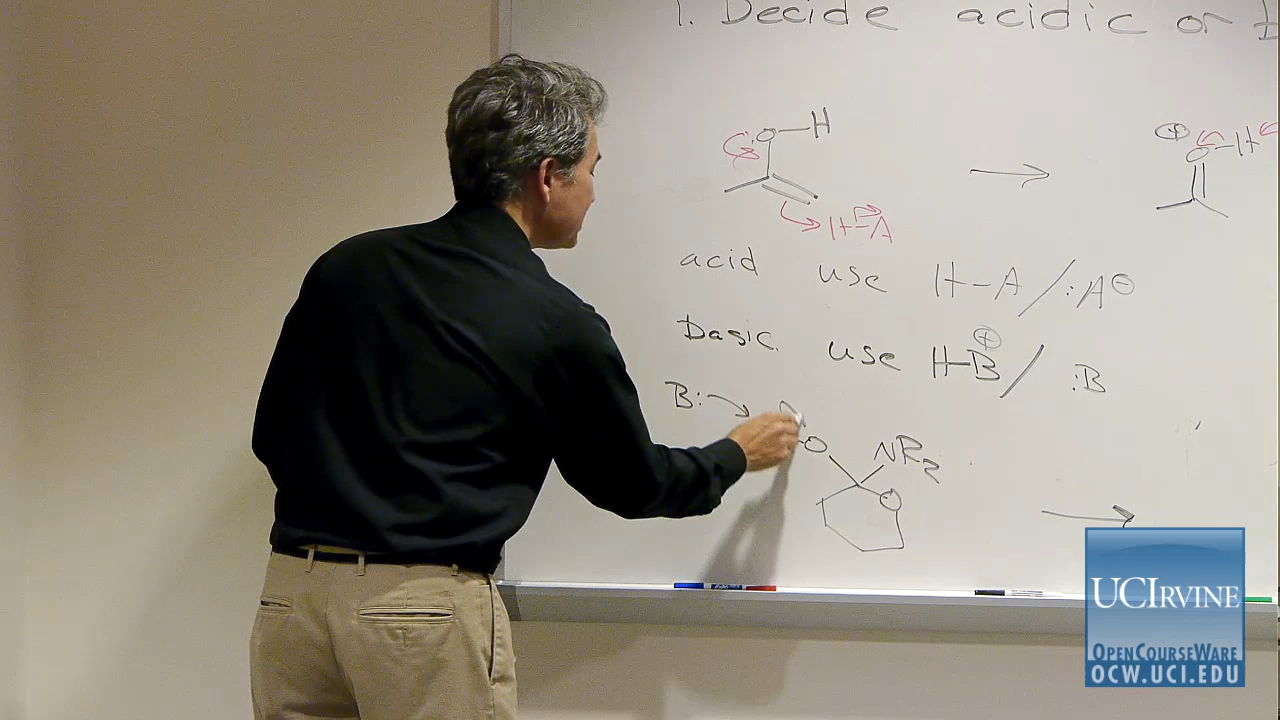 1. Decide acidic or
:O-H
H-A
⊕
O-H
acid use H-A / :A⊖
Basic use H-B⊕ / :B
B:
O NR2
O
UCIRVINE
OPENCOURSEWARE
OCW.UCI.EDU